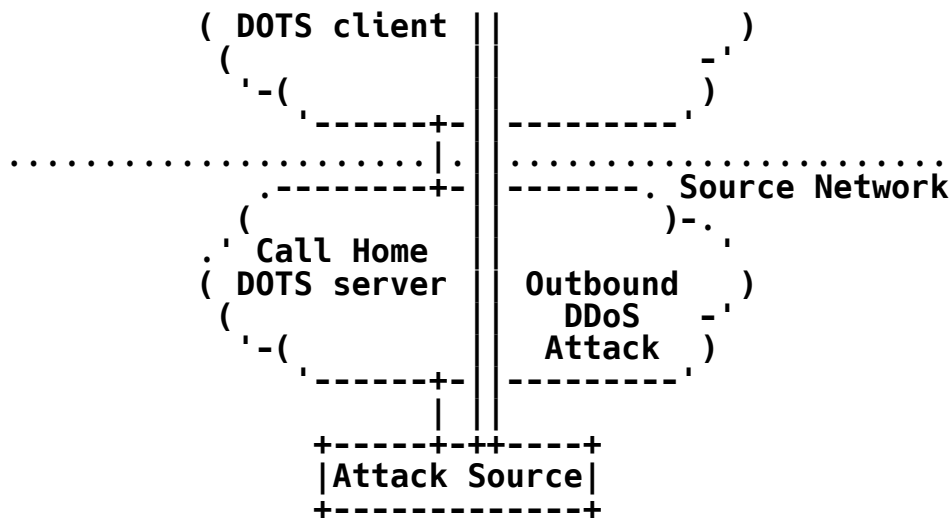 ( DOTS client || )
( || -'
'-( || )
'------+-||---------'
......................|.||.......................
.--------+-||-------. Source Network
( || )-.
.' Call Home || '
( DOTS server || Outbound )
( || DDoS -'
'-( || Attack )
'------+-||---------'
| ||
+-----+-++----+
|Attack Source|
+-------------+